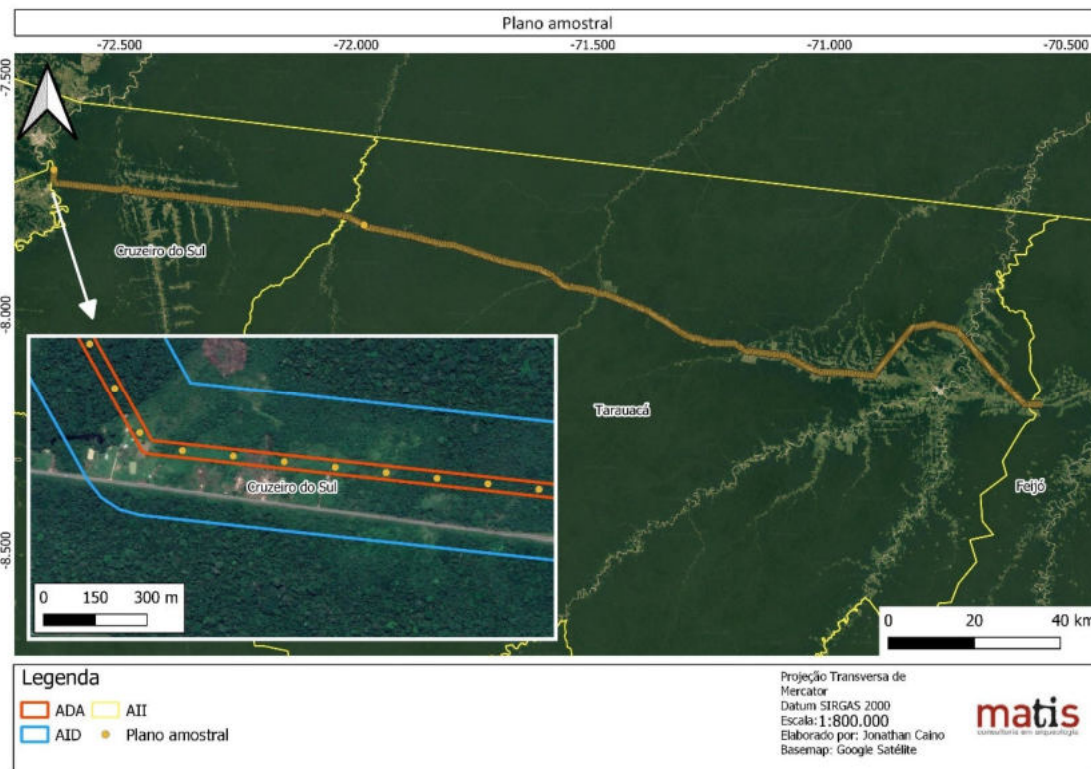 Plano amostral
-72.500 -72.000 -71.500 -71.000 -70.500
-7.500
-8.000
-8.500
Cruzeiro do Sul
Tarauacá
Feijó
Cruzeiro do Sul
0 150 300 m
0 20 40 km
Legenda
ADA AII
AID Plano amostral
Projeção Transversa de
Mercator
Datum SIRGAS 2000
Escala: 1:800.000
Elaborado por: Jonathan Caino
Basemap: Google Satélite
matis
consultoria em arqueologia